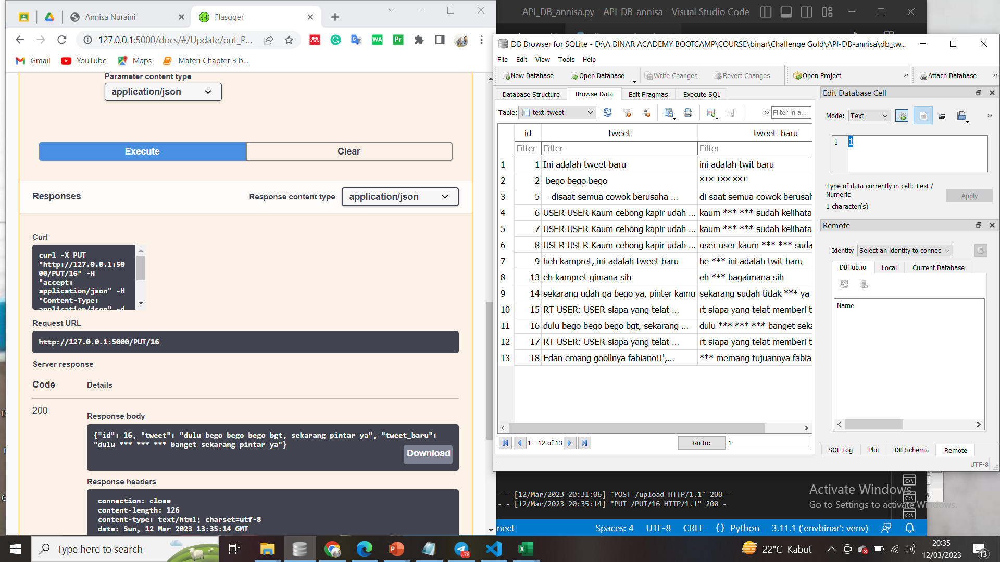 Annisa Nuraini
Flasgger
127.0.0.1:5000/docs/#/Update/put_P...
Gmail
YouTube
Maps
Materi Chapter 3 b...
Parameter content type
application/json
Execute
Clear
Responses
Response content type
application/json
Curl
curl -X PUT
"http://127.0.0.1:50
00/PUT/16" -H
"accept:
application/json" -H
"Content-Type:
application/json" -d
Request URL
http://127.0.0.1:5000/PUT/16
Server response
Code
Details
200
Response body
{"id": 16, "tweet": "dulu bego bego bego bgt, sekarang pintar ya", "tweet_baru":
"dulu *** *** *** banget sekarang pintar ya"}
Download
Response headers
connection: close
content-length: 126
content-type: text/html; charset=utf-8
date: Sun, 12 Mar 2023 13:35:14 GMT
API_DB_annisa.py - API-DB-annisa - Visual Studio Code
DB Browser for SQLite - D:\A BINAR ACADEMY BOOTCAMP\COURSE\binar\Challenge Gold\API-DB-annisa\db_tw...
File Edit View Tools Help
New Database
Open Database
Write Changes
Revert Changes
Open Project
Attach Database
Database Structure
Browse Data
Edit Pragmas
Execute SQL
Table:
text_tweet
Filter in a...
id tweet tweet_baru
Filter Filter Filter
1 1 Ini adalah tweet baru ini adalah twit baru
2 2 bego bego bego *** *** ***
3 5 - disaat semua cowok berusaha ... di saat semua cowok berusah
4 6 USER USER Kaum cebong kapir udah ... kaum *** *** sudah kelihata
5 7 USER USER Kaum cebong kapir udah ... kaum *** *** sudah kelihata
6 8 USER USER Kaum cebong kapir udah ... user user kaum *** *** suda
7 9 heh kampret, ini adalah tweet baru he *** ini adalah twit baru
8 13 eh kampret gimana sih eh *** bagaimana sih
9 14 sekarang udah ga bego ya, pinter kamu sekarang sudah tidak *** ya
10 15 RT USER: USER siapa yang telat ... rt siapa yang telat memberi t
11 16 dulu bego bego bego bgt, sekarang ... dulu *** *** *** banget seka
12 17 RT USER: USER siapa yang telat ... rt siapa yang telat memberi t
13 18 Edan emang goollnya fabiano!!',... *** memang tujuannya fabia
1 - 12 of 13
Go to:
1
Edit Database Cell
Mode:
Text
1 1
Type of data currently in cell: Text /
Numeric
1 character(s)
Apply
Remote
Identity
Select an identity to connec
DBHub.io
Local
Current Database
Name
SQL Log
Plot
DB Schema
Remote
UTF-8
- - [12/Mar/2023 20:31:06] "POST /upload HTTP/1.1" 200 -
- - [12/Mar/2023 20:35:14] "PUT /PUT/16 HTTP/1.1" 200 -
Activate Windows
Go to Settings to activate Windows.
nnect
Spaces: 4
UTF-8
CRLF
{} Python
3.11.1 ('envbinar': venv)
Type here to search
..78
22°C Kabut
20:35
12/03/2023
13